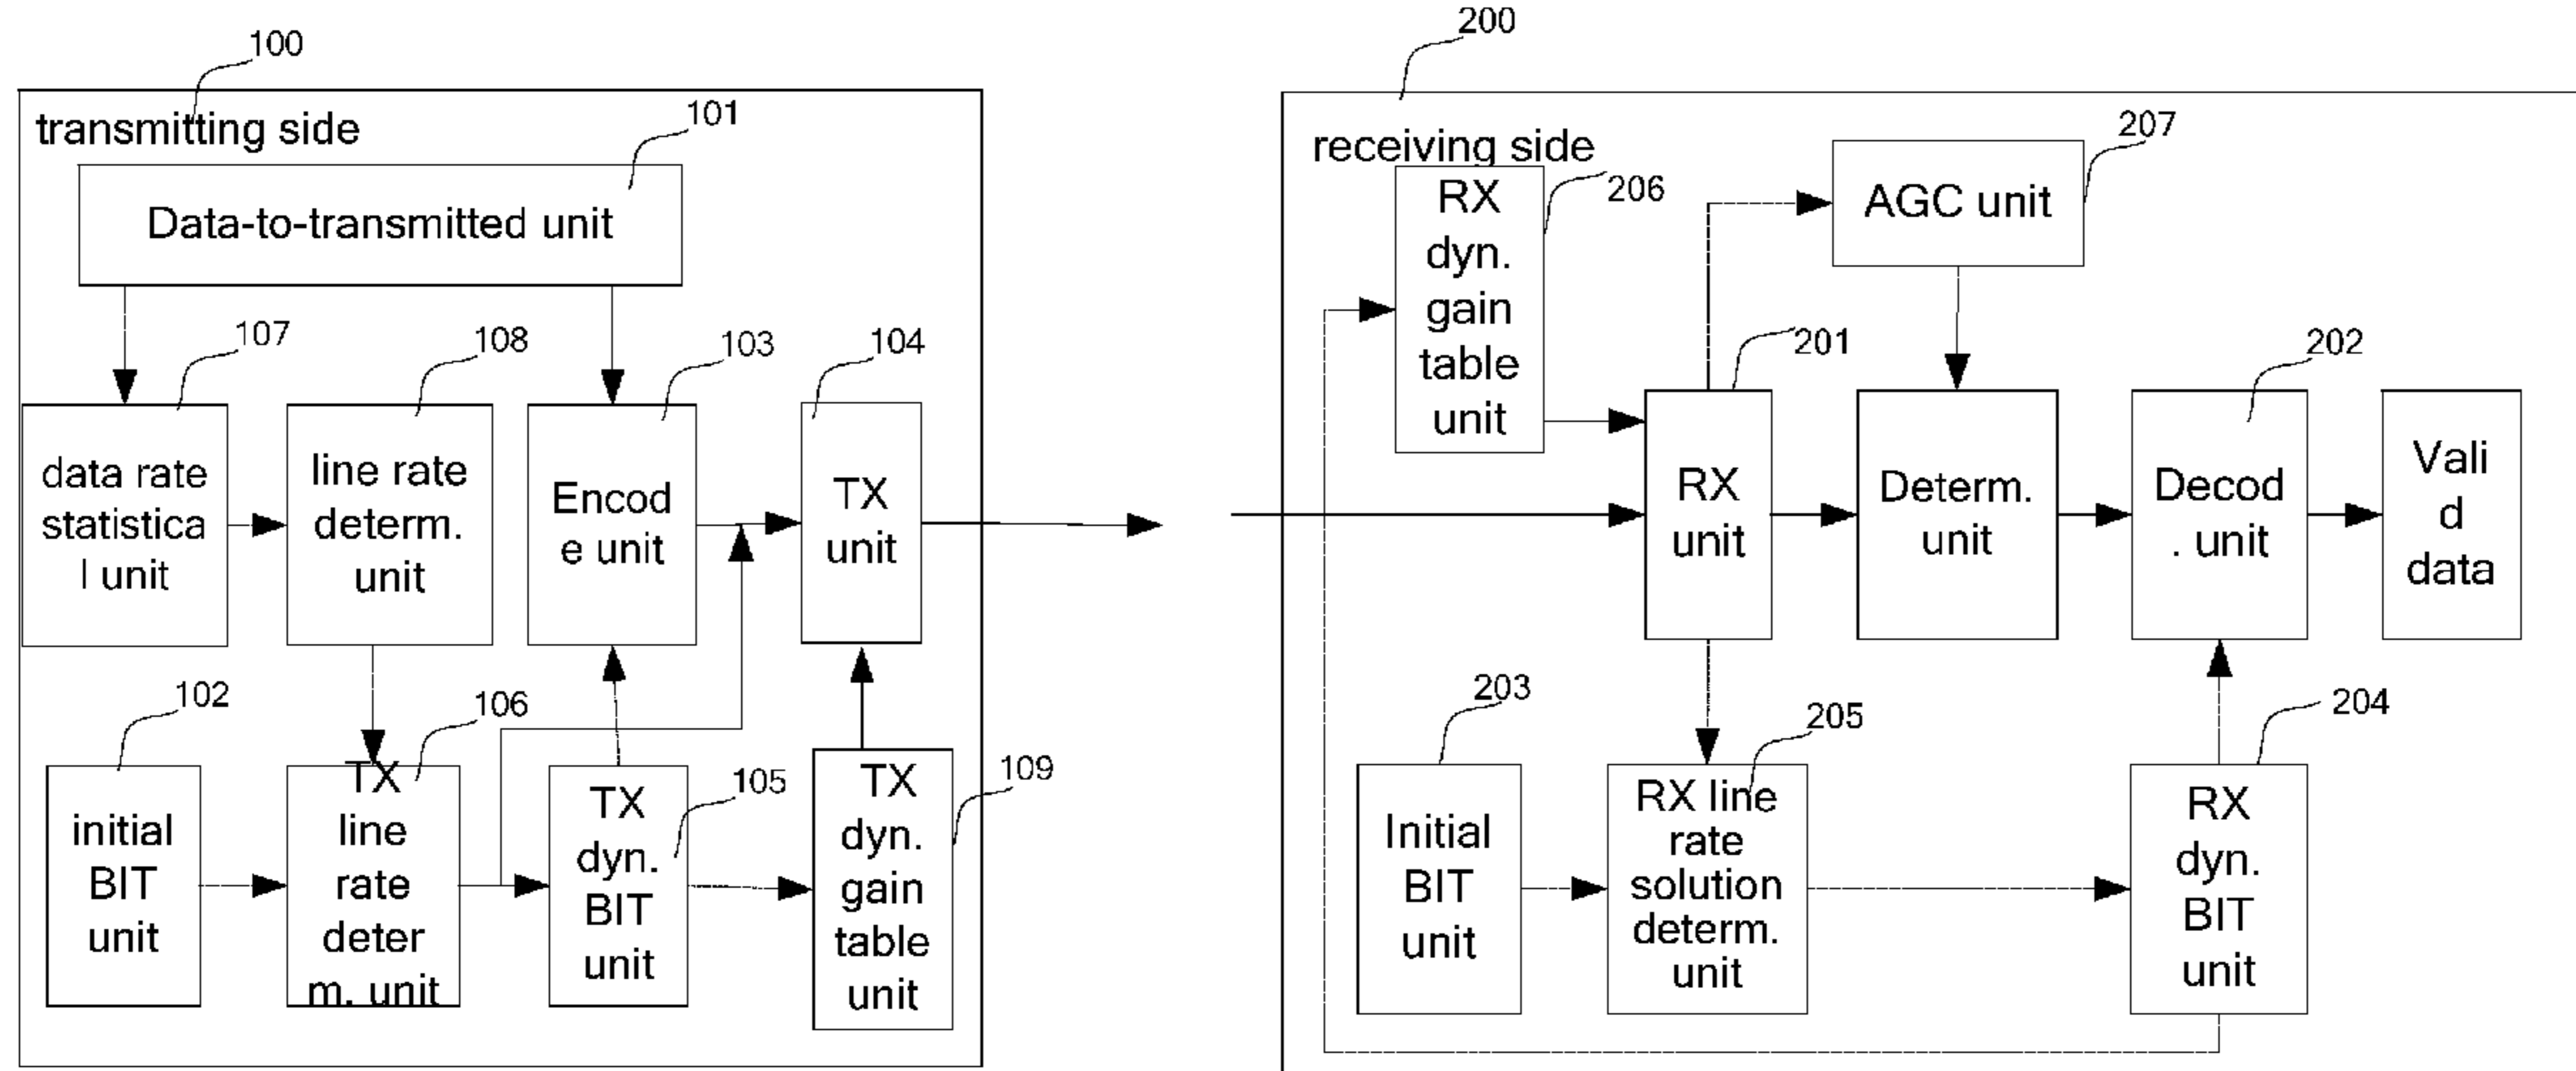 100
200
transmitting side
101
Data-to-transmitted unit
107
data rate
statistica
l unit
108
line rate
determ.
unit
103
Encod
e unit
104
TX
unit
102
initial
BIT
unit
106
TX
line
rate
deter
m. unit
105
TX
dyn.
BIT
unit
109
TX
dyn.
gain
table
unit
receiving side
206
RX
dyn.
gain
table
unit
207
AGC unit
201
RX
unit
Determ.
unit
202
Decod
. unit
Vali
d
data
203
Initial
BIT
unit
205
RX line
rate
solution
determ.
unit
204
RX
dyn.
BIT
unit